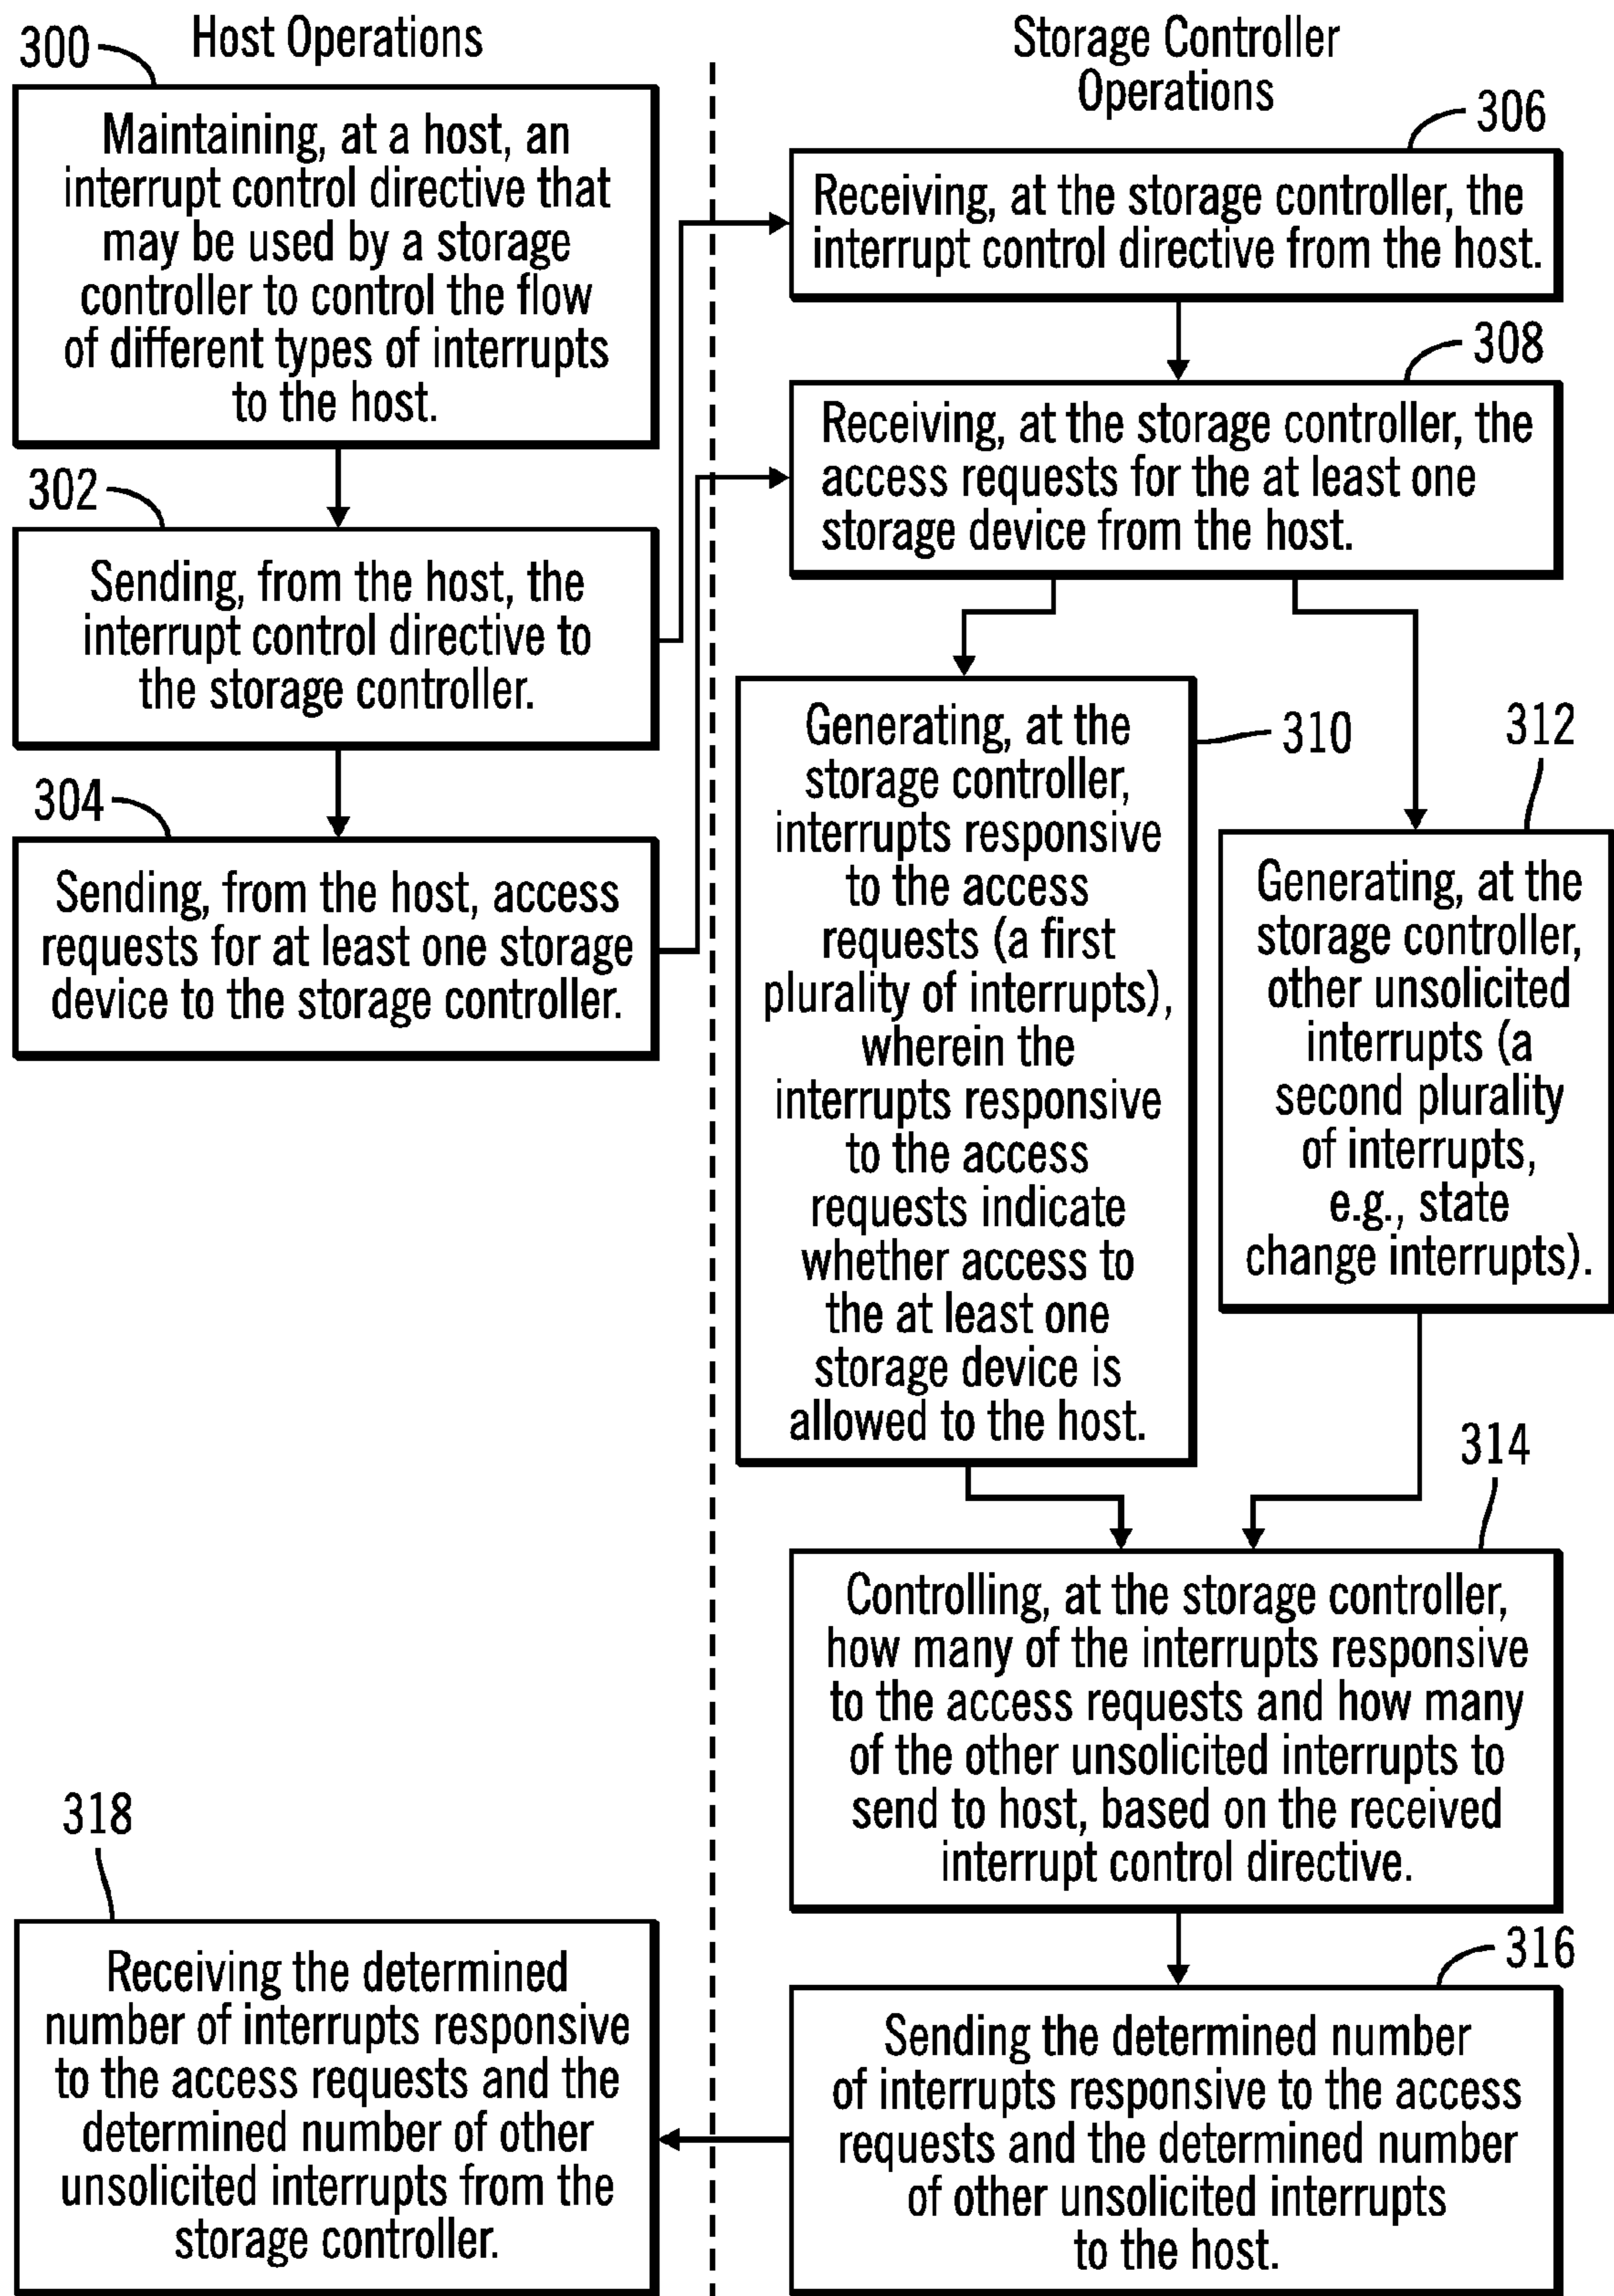 Host Operations
300
Maintaining, at a host, an
interrupt control directive that
may be used by a storage
controller to control the flow
of different types of interrupts
to the host.
302
Sending, from the host, the
interrupt control directive to
the storage controller.
304
Sending, from the host, access
requests for at least one storage
device to the storage controller.
Storage Controller
Operations
306
Receiving, at the storage controller, the
interrupt control directive from the host.
308
Receiving, at the storage controller, the
access requests for the at least one
storage device from the host.
310
Generating, at the
storage controller,
interrupts responsive
to the access
requests (a first
plurality of interrupts),
wherein the
interrupts responsive
to the access
requests indicate
whether access to
the at least one
storage device is
allowed to the host.
312
Generating, at the
storage controller,
other unsolicited
interrupts (a
second plurality
of interrupts,
e.g., state
change interrupts).
314
Controlling, at the storage controller,
how many of the interrupts responsive
to the access requests and how many
of the other unsolicited interrupts to
send to host, based on the received
interrupt control directive.
316
Sending the determined number
of interrupts responsive to the access
requests and the determined number
of other unsolicited interrupts
to the host.
318
Receiving the determined
number of interrupts responsive
to the access requests and the
determined number of other
unsolicited interrupts from the
storage controller.